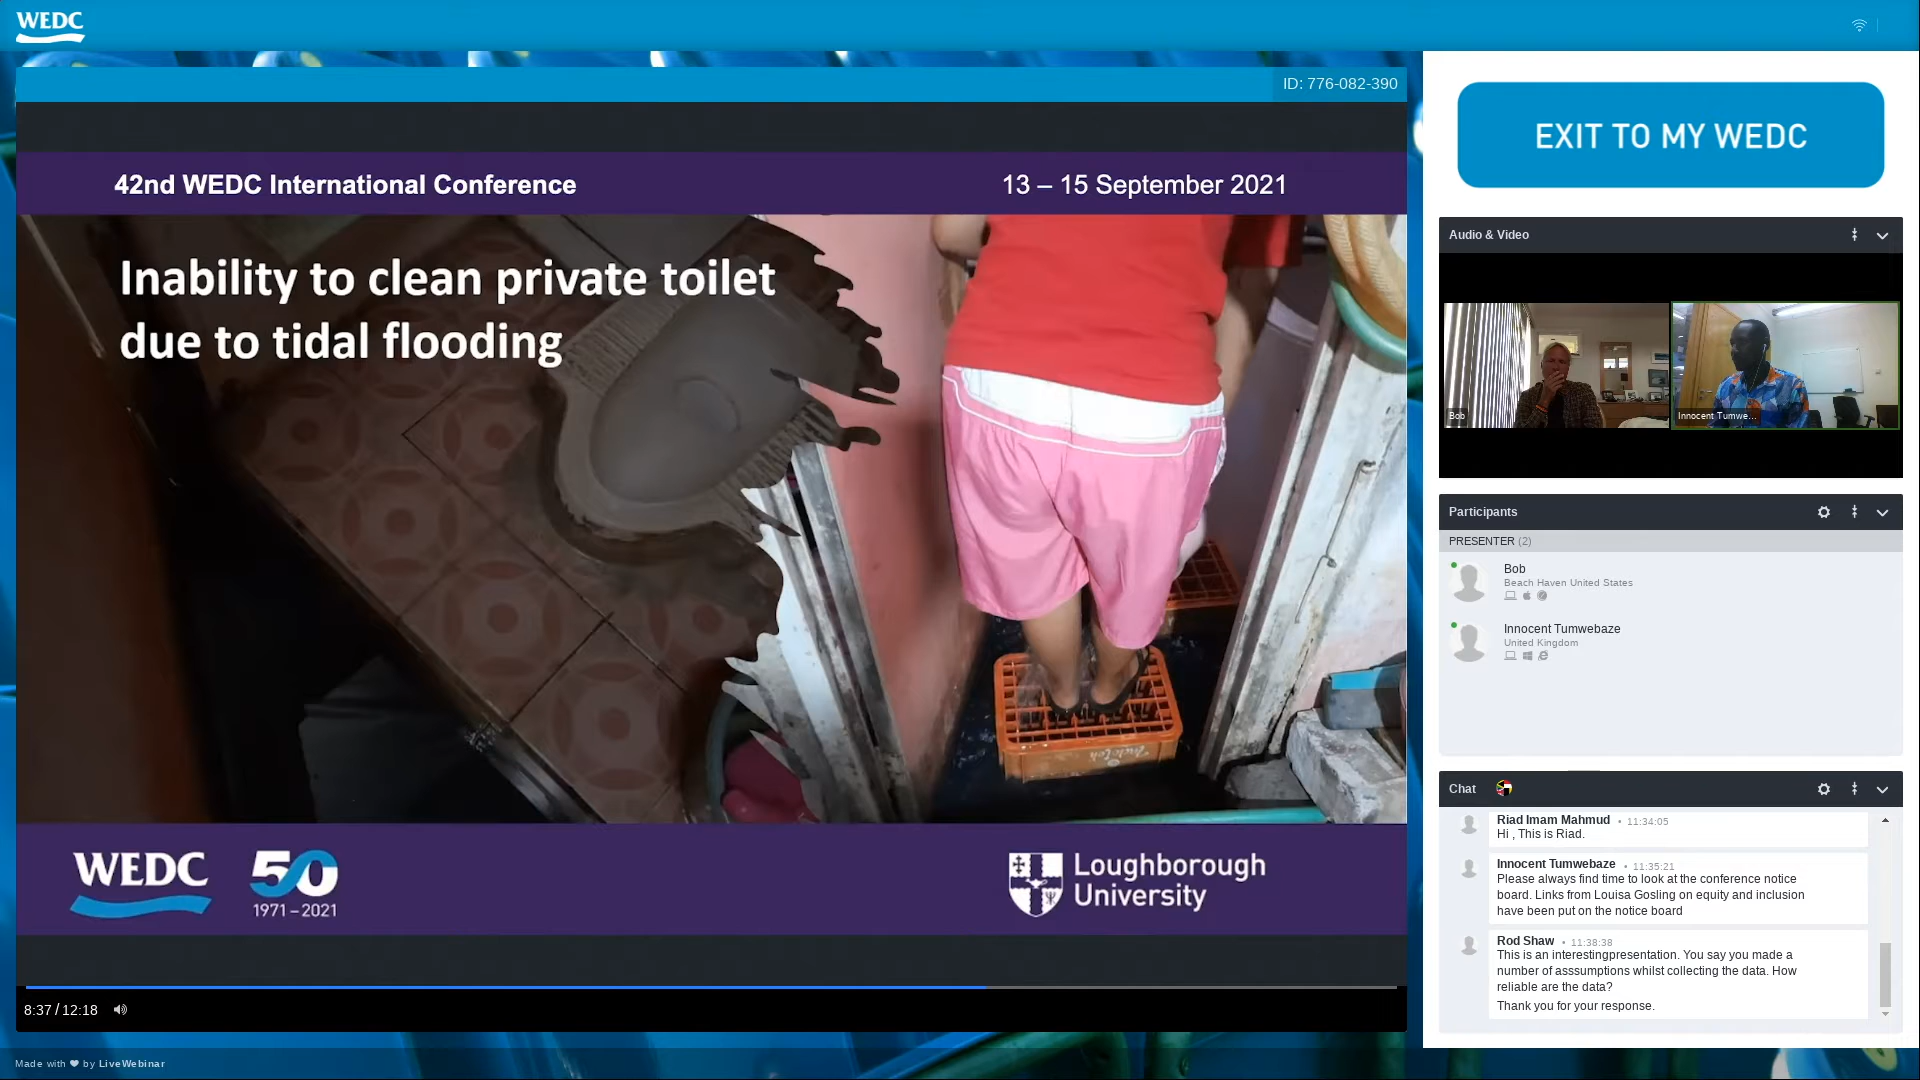 WEDC
ID: 776-082-390
EXIT TO MY WEDC
42nd WEDC International Conference
13 – 15 September 2021
Inability to clean private toilet
due to tidal flooding
WEDC
50
1971 – 2021
Loughborough
University
8:37 / 12:18
Made with ❤ by LiveWebinar
Audio & Video
Bob
Innocent Tumwe...
Participants
PRESENTER (2)
Bob
Beach Haven United States
Innocent Tumwebaze
United Kingdom
Chat
Riad Imam Mahmud • 11:34:05
Hi , This is Riad.
Innocent Tumwebaze • 11:35:21
Please always find time to look at the conference notice
board. Links from Louisa Gosling on equity and inclusion
have been put on the notice board
Rod Shaw • 11:38:38
This is an interestingpresentation. You say you made a
number of asssumptions whilst collecting the data. How
reliable are the data?
Thank you for your response.